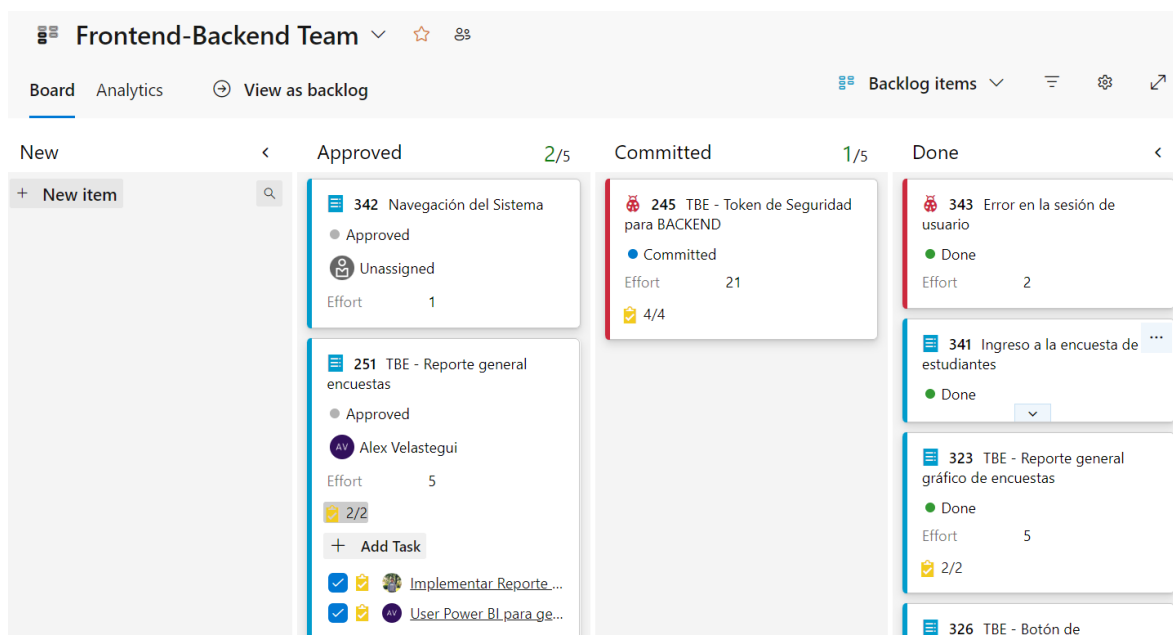 Frontend-Backend Team
Board Analytics View as backlog Backlog items
New
+ New item
Approved 2/5
342 Navegación del Sistema
Approved
Unassigned
Effort 1
251 TBE - Reporte general
encuestas
Approved
AV Alex Velastegui
Effort 5
2/2
+ Add Task
Implementar Reporte ...
AV User Power BI para ge...
Committed 1/5
245 TBE - Token de Seguridad
para BACKEND
Committed
Effort 21
4/4
Done
343 Error en la sesión de
usuario
Done
Effort 2
341 Ingreso a la encuesta de ...
estudiantes
Done
323 TBE - Reporte general
gráfico de encuestas
Done
Effort 5
2/2
326 TBE - Botón de